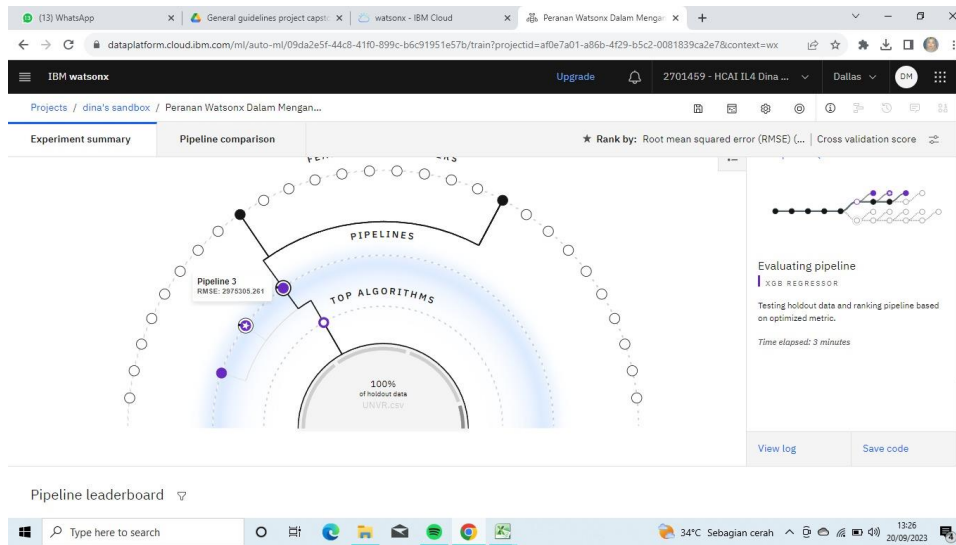 (13) WhatsApp
General guidelines project capst
watsonx - IBM Cloud
Peranan Watsonx Dalam Mengan
dataplatform.cloud.ibm.com/ml/auto-ml/09da2e5f-44c8-41f0-899c-b6c91951e57b/train?projectid=af0e7a01-a86b-4f29-b5c2-0081839ca2e7&context=wx
IBM watsonx
Upgrade
2701459 - HCAI IL4 Dina ...
Dallas
DM
Projects / dina's sandbox / Peranan Watsonx Dalam Mengan...
Experiment summary
Pipeline comparison
Rank by: Root mean squared error (RMSE) (... | Cross validation score
PIPELINES
Pipeline 3
RMSE: 2975305.261
TOP ALGORITHMS
100%
of holdout data
UNVR.csv
Evaluating pipeline
XGB REGRESSOR
Testing holdout data and ranking pipeline based
on optimized metric.
Time elapsed: 3 minutes
View log
Save code
Pipeline leaderboard
Type here to search
34°C Sebagian cerah
13:26
20/09/2023
4